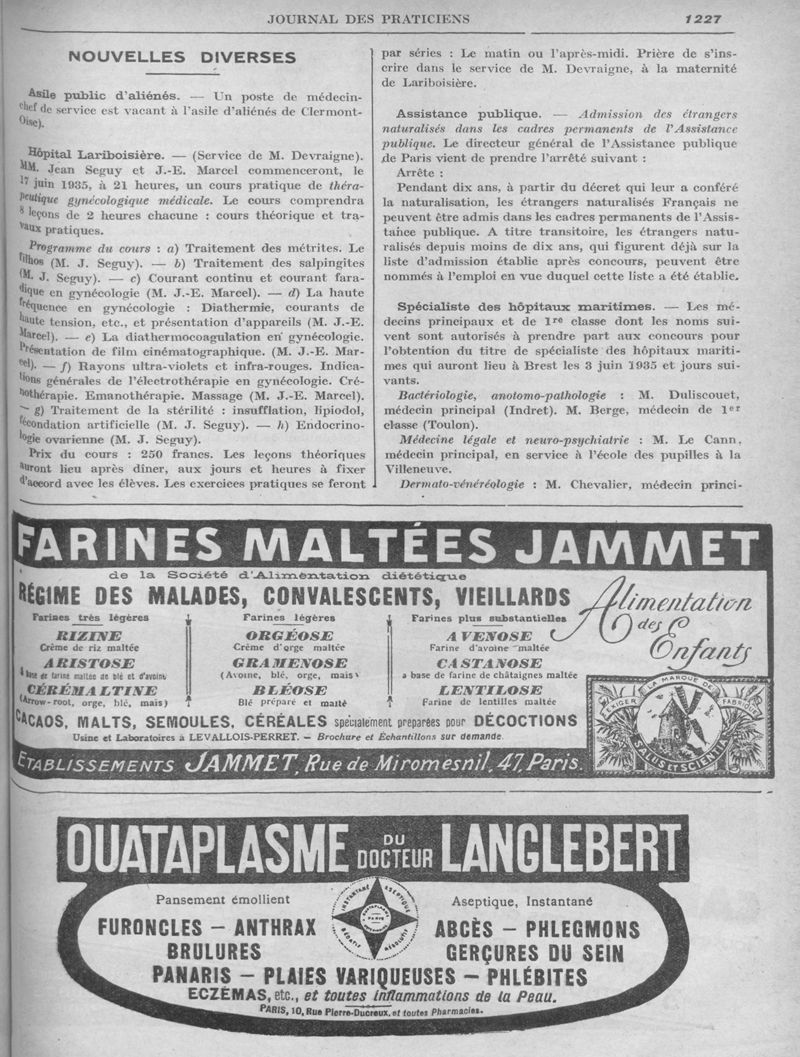 JOURNAL DES PRATICIENS 1227
NOUVELLES DIVERSES
Asile public d'aliénés. — Un poste de médecin-
chef de service est vacant à l'asile d'aliénés de Clermont-
Oise).
Hôpital Lariboisière. — (Service de M. Devraigne).
MM. Jean Seguy et J.-E. Marcel commenceront, le
17 juin 1935, à 21 heures, un cours pratique de théra-
peutique gynécologique médicale. Le cours comprendra
8 leçons de 2 heures chacune : cours théorique et tra-
vaux pratiques.
Programme du cours : a) Traitement des métrites. Le
filhos (M. J. Seguy). — b) Traitement des salpingites
(M. J. Seguy). — c) Courant continu et courant fara-
dique en gynécologie (M. J.-E. Marcel). — d) La haute
fréquence en gynécologie : Diathermie, courants de
haute tension, etc., et présentation d'appareils (M. J.-E.
Marcel). — e) La diathermocoagulation en gynécologie.
Présentation de film cinématographique. (M. J.-E. Mar-
cel). — f) Rayons ultra-violets et infra-rouges. Indica-
tions générales de l'électrothérapie en gynécologie. Cré-
nothérapie. Emanothérapie. Massage (M. J.-E. Marcel).
— g) Traitement de la stérilité : insufflation, lipiodol,
fécondation artificielle (M. J. Seguy). — h) Endocrino-
logie ovarienne (M. J. Seguy).
Prix du cours : 250 francs. Les leçons théoriques
auront lieu après dîner, aux jours et heures à fixer
d'accord avec les élèves. Les exercices pratiques se feront
par séries : Le matin ou l'après-midi. Prière de s'ins-
crire dans le service de M. Devraigne, à la maternité
de Lariboisière.
Assistance publique. — Admission des étrangers
naturalisés dans les cadres permanents de l'Assistance
publique. Le directeur général de l'Assistance publique
de Paris vient de prendre l'arrêté suivant :
Arrête :
Pendant dix ans, à partir du décret qui leur a conféré
la naturalisation, les étrangers naturalisés Français ne
peuvent être admis dans les cadres permanents de l'Assis-
tance publique. A titre transitoire, les étrangers natu-
ralisés depuis moins de dix ans, qui figurent déjà sur la
liste d'admission établie après concours, peuvent être
nommés à l'emploi en vue duquel cette liste a été établie.
Spécialiste des hôpitaux maritimes. — Les mé-
decins principaux et de 1re classe dont les noms sui-
vent sont autorisés à prendre part aux concours pour
l'obtention du titre de spécialiste des hôpitaux mariti-
mes qui auront lieu à Brest les 3 juin 1935 et jours sui-
vants.
Bactériologie, anotomo-pathologie : M. Duliscouet,
médecin principal (Indret). M. Berge, médecin de 1er
classe (Toulon).
Médecine légale et neuro-psychiatrie : M. Le Cann,
médecin principal, en service à l'école des pupilles à la
Villeneuve.
Dermato-vénéréologie : M. Chevalier, médecin princi-
FARINES MALTÉES JAMMET
de la Société d'Alimentation diététique
RÉGIME DES MALADES, CONVALESCENTS, VIEILLARDS
Alimentation
des
Enfants
Farines très légères
RIZINE
Crème de riz maltée
ARISTOSE
à base de farine maltée de blé et d'avoine
CÉRÉMALTINE
(Arrow-root, orge, blé, mais)
Farines légères
ORGÉOSE
Crème d'orge maltée
GRAMENOSE
(Avoine, blé, orge, mais)
BLÉOSE
Blé préparé et malté
Farines plus substantielles
AVENOSE
Farine d'avoine maltée
CASTANOSE
a base de farine de châtaignes maltée
LENTILOSE
Farine de lentilles maltée
CACAOS, MALTS, SEMOULES, CÉRÉALES spécialement préparées pour DÉCOCTIONS
Usine et Laboratoires à LEVALLOIS-PERRET. — Brochure et Échantillons sur demande.
ÉTABLISSEMENTS JAMMET, Rue de Miromesnil, 47, Paris.
EXIGER LA MARQUE DE FABRIQUE
SALUS ET SCIENTIA
OUATAPLASME DU DOCTEUR LANGLEBERT
Pansement émollient
Aseptique, Instantané
INSTANTANÉ ASEPTIQUE
OUATAPLASME
PARIS
FURONCLES — ANTHRAX
BRULURES
ABCÈS — PHLEGMONS
GERÇURES DU SEIN
PANARIS — PLAIES VARIQUEUSES — PHLÉBITES
ECZÉMAS, etc., et toutes inflammations de la Peau.
PARIS, 10, Rue Pierre-Ducreux, et toutes Pharmacies.